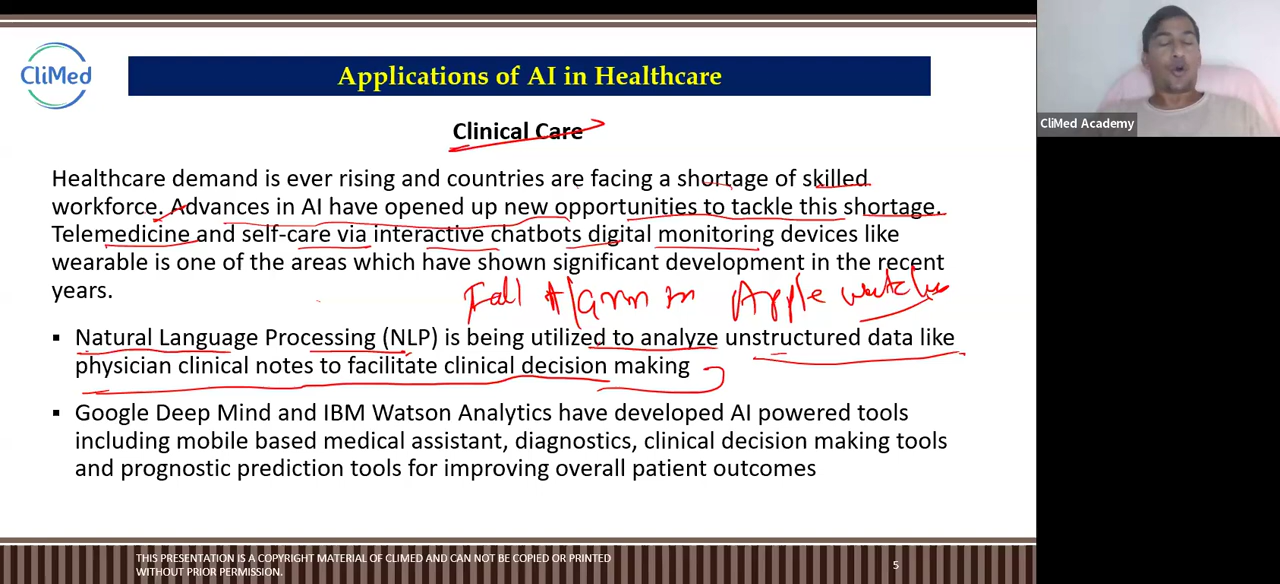 CliMed
Applications of AI in Healthcare
CliMed Academy
Clinical Care
Healthcare demand is ever rising and countries are facing a shortage of skilled
workforce. Advances in AI have opened up new opportunities to tackle this shortage.
Telemedicine and self-care via interactive chatbots digital monitoring devices like
wearable is one of the areas which have shown significant development in the recent
years.
Fall Alarm in Apple watches
▪ Natural Language Processing (NLP) is being utilized to analyze unstructured data like
physician clinical notes to facilitate clinical decision making
▪ Google Deep Mind and IBM Watson Analytics have developed AI powered tools
including mobile based medical assistant, diagnostics, clinical decision making tools
and prognostic prediction tools for improving overall patient outcomes
THIS PRESENTATION IS A COPYRIGHT MATERIAL OF CLIMED AND CAN NOT BE COPIED OR PRINTED
WITHOUT PRIOR PERMISSION.
5